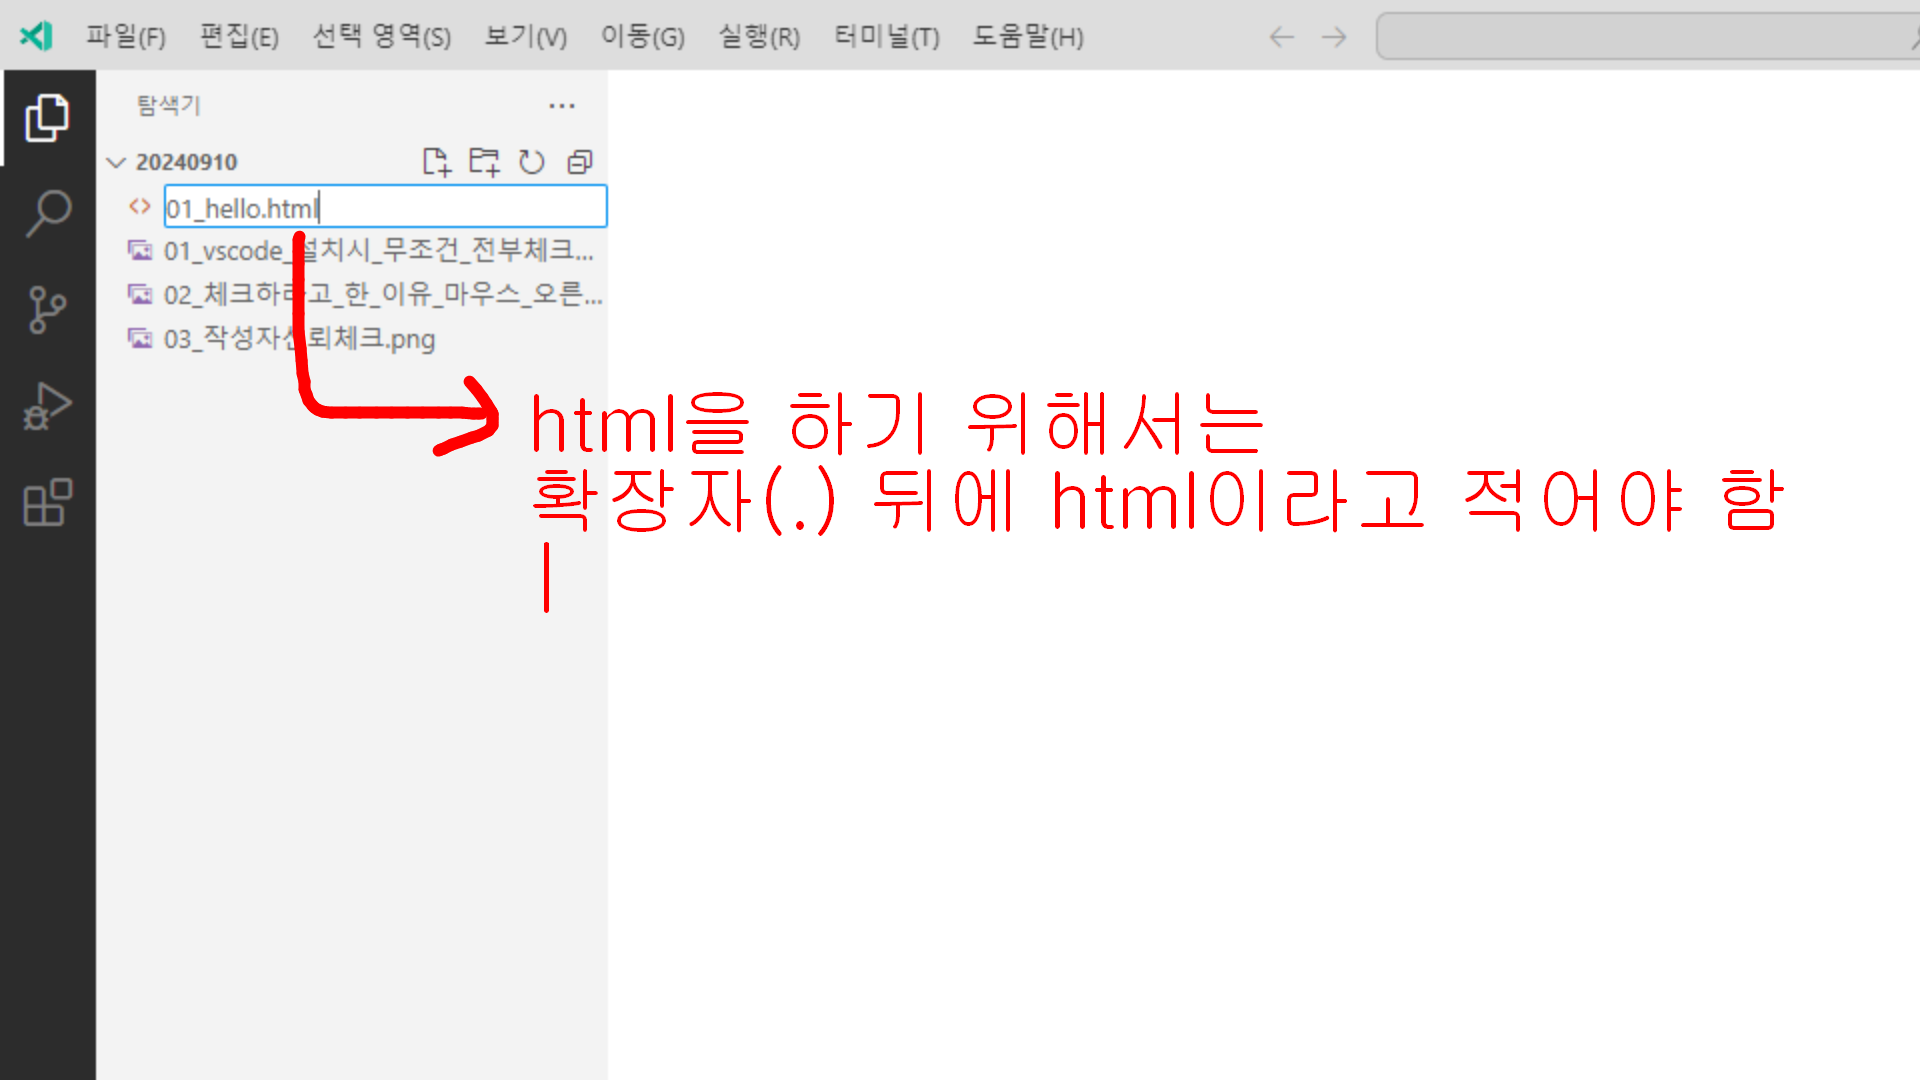 파일(F) 편집(E) 선택 영역(S) 보기(V) 이동(G) 실행(R) 터미널(T) 도움말(H)
탐색기
20240910
01_hello.html
01_vscode_설치시_무조건_전부체크...
02_체크하라고_한_이유_마우스_오른...
03_작성자신뢰체크.png
html을 하기 위해서는
확장자(.) 뒤에 html이라고 적어야 함